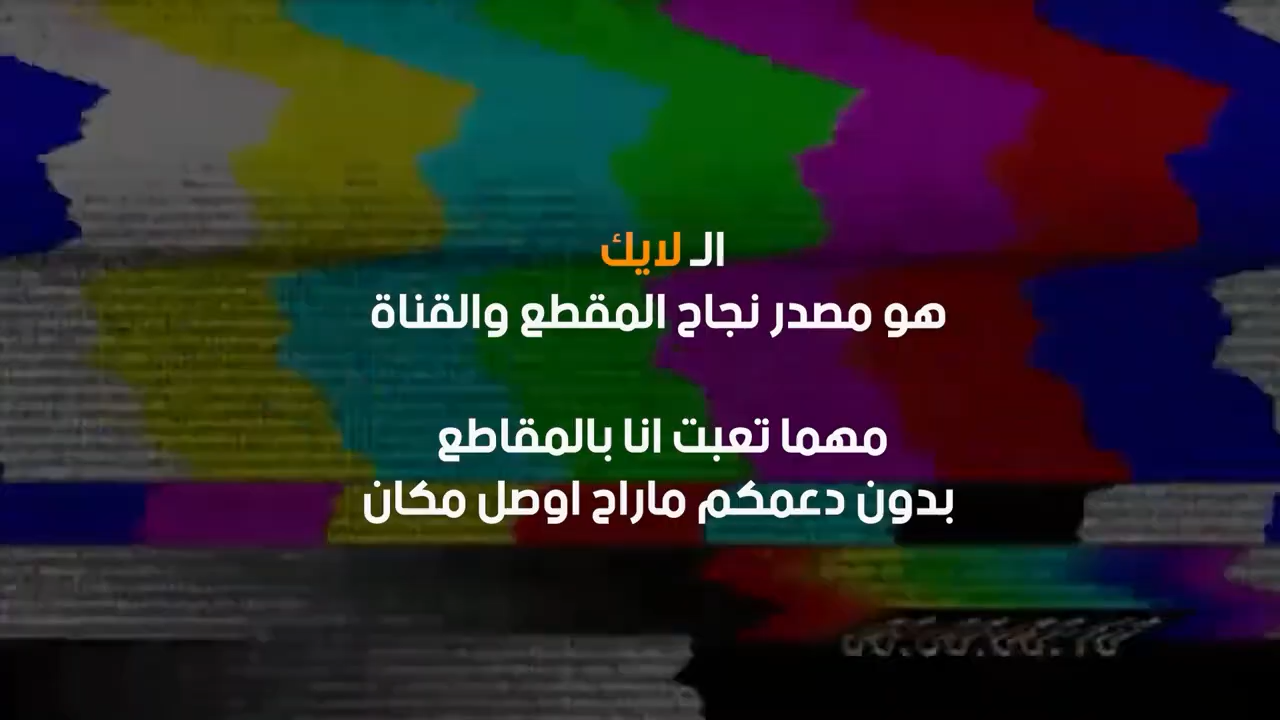 الـ لايك
هو مصدر نجاح المقطع والقناة
مهما تعبت انا بالمقاطع
بدون دعمكم ماراح اوصل مكان